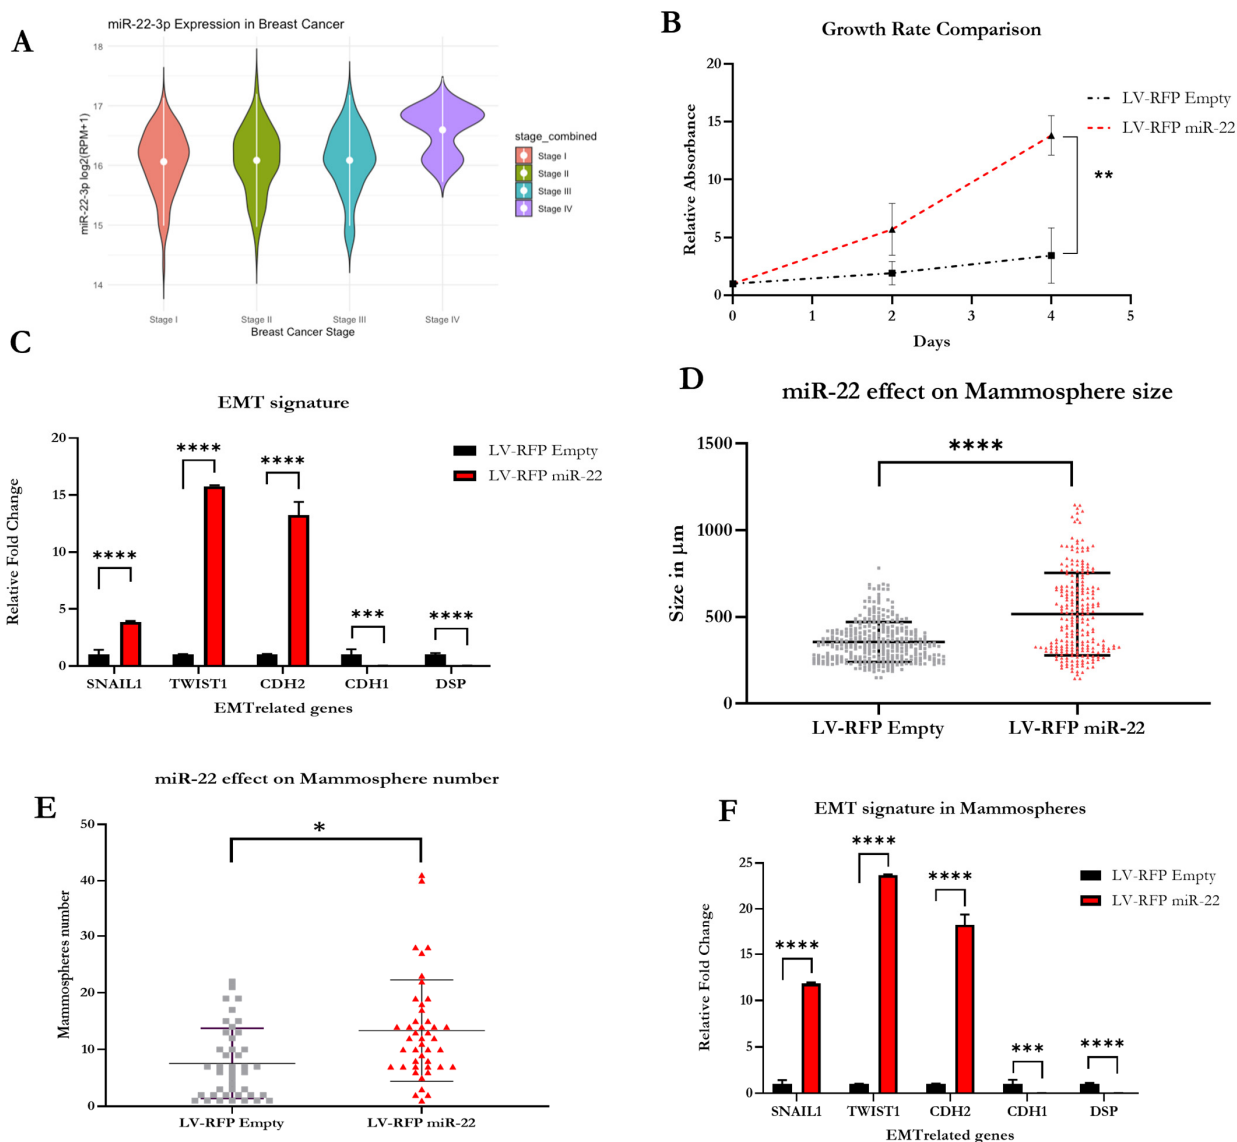 A
miR-22-3p Expression in Breast Cancer
miR-22-3p log2(RPM+1)
18
17
16
15
14
Stage I
Stage II
Stage III
Stage IV
Breast Cancer Stage
stage_combined
Stage I
Stage II
Stage III
Stage IV
B
Growth Rate Comparison
Relative Absorbance
20
15
10
5
0
0
1
2
3
4
5
Days
LV-RFP Empty
LV-RFP miR-22
**
C
EMT signature
Relative Fold Change
20
15
10
5
0
****
****
****
***
****
SNAIL1
TWIST1
CDH2
CDH1
DSP
EMTrelated genes
LV-RFP Empty
LV-RFP miR-22
D
miR-22 effect on Mammosphere size
Size in μm
1500
1000
500
0
****
LV-RFP Empty
LV-RFP miR-22
E
miR-22 effect on Mammosphere number
Mammospheres number
50
40
30
20
10
0
*
LV-RFP Empty
LV-RFP miR-22
F
EMT signature in Mammospheres
Relative Fold Change
25
20
15
10
5
0
****
****
****
***
****
SNAIL1
TWIST1
CDH2
CDH1
DSP
EMTrelated genes
LV-RFP Empty
LV-RFP miR-22